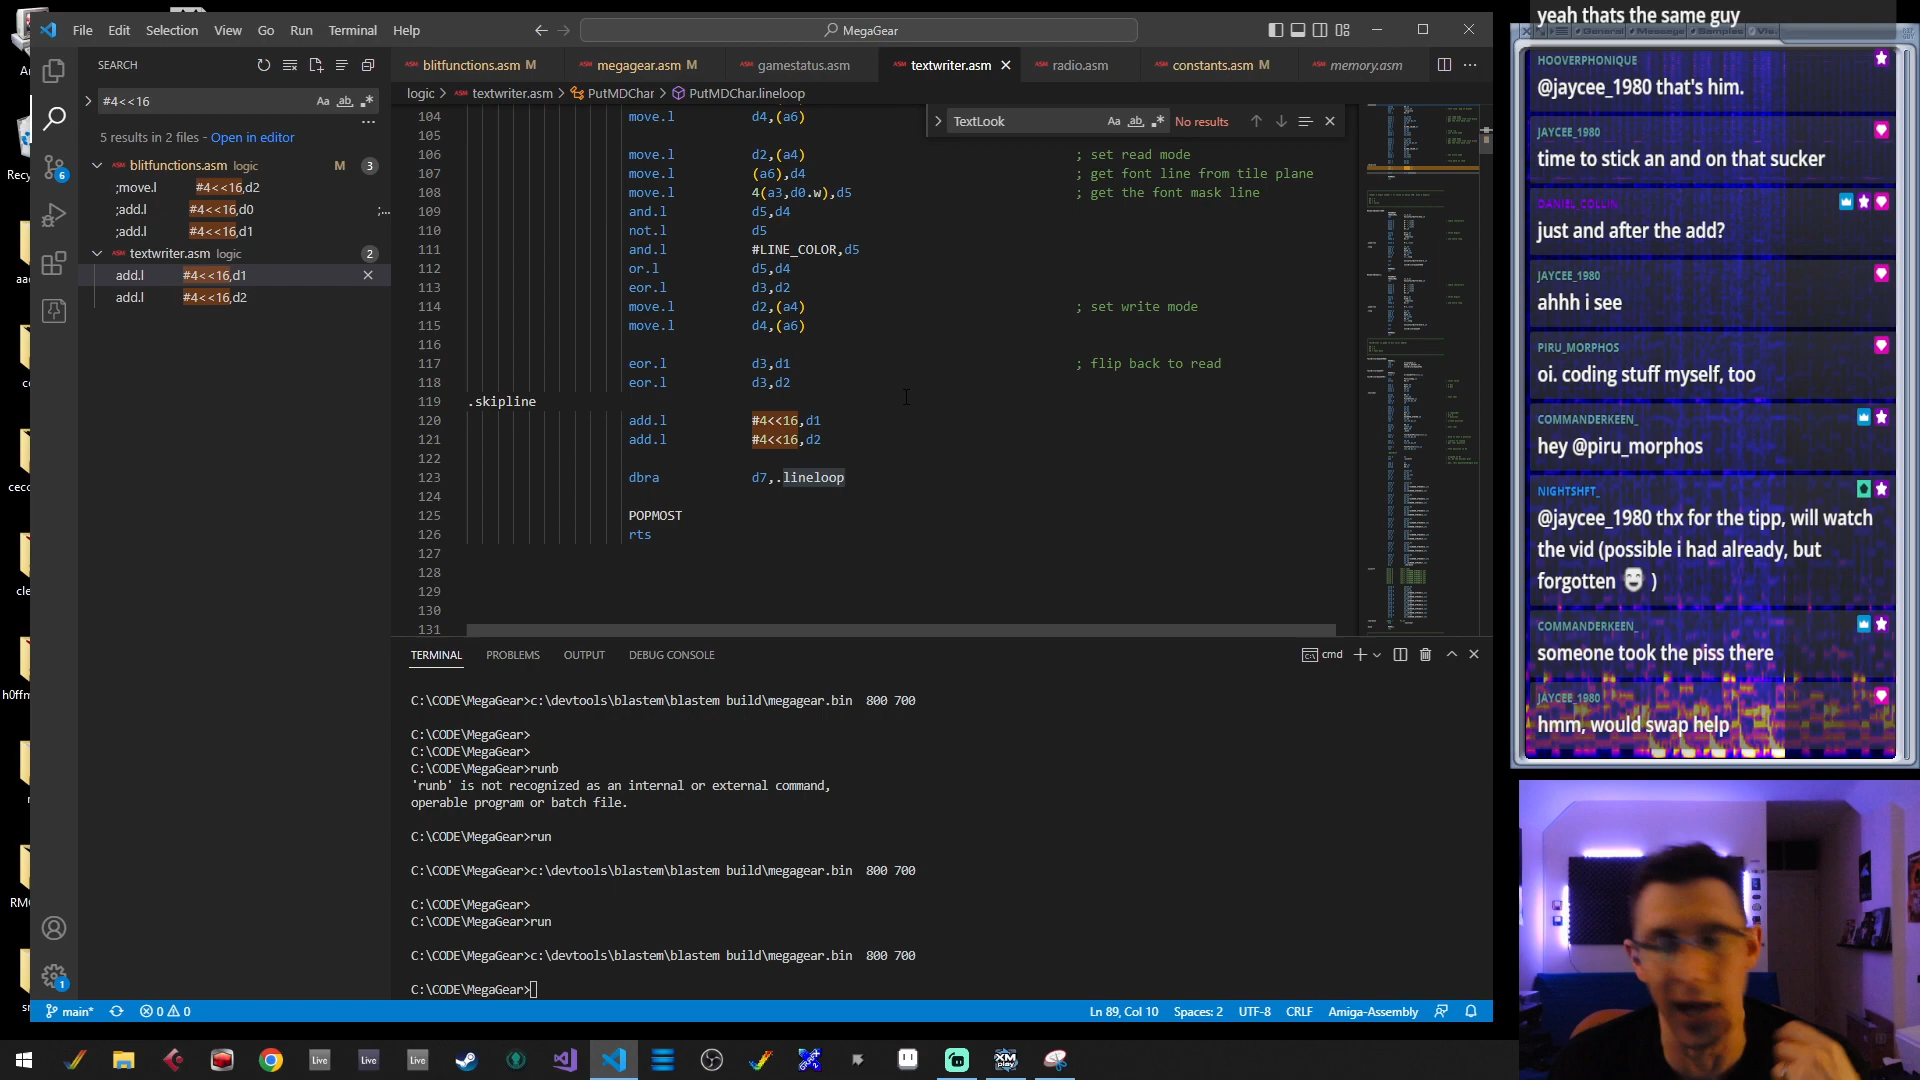 File Edit Selection View Go Run Terminal Help
MegaGear
SEARCH
#4<<16
Aa ab
5 results in 2 files - Open in editor
blitfunctions.asm logic M 3
;move.l #4<<16,d2
;add.l #4<<16,d0 ;...
;add.l #4<<16,d1
textwriter.asm logic 2
add.l #4<<16,d1
add.l #4<<16,d2
blitfunctions.asm M
megagear.asm M
gamestatus.asm
textwriter.asm
radio.asm
constants.asm M
memory.asm
logic > textwriter.asm > PutMDChar > PutMDChar.lineloop
TextLook Aa ab No results
104 move.l d4,(a6)
105
106 move.l d2,(a4) ; set read mode
107 move.l (a6),d4 ; get font line from tile plane
108 move.l 4(a3,d0.w),d5 ; get the font mask line
109 and.l d5,d4
110 not.l d5
111 and.l #LINE_COLOR,d5
112 or.l d5,d4
113 eor.l d3,d2
114 move.l d2,(a4) ; set write mode
115 move.l d4,(a6)
116
117 eor.l d3,d1 ; flip back to read
118 eor.l d3,d2
119 .skipline
120 add.l #4<<16,d1
121 add.l #4<<16,d2
122
123 dbra d7,.lineloop
124
125 POPMOST
126 rts
127
128
129
130
131
TERMINAL PROBLEMS OUTPUT DEBUG CONSOLE
cmd
C:\CODE\MegaGear>c:\devtools\blastem\blastem build\megagear.bin 800 700
C:\CODE\MegaGear>
C:\CODE\MegaGear>
C:\CODE\MegaGear>runb
'runb' is not recognized as an internal or external command,
operable program or batch file.
C:\CODE\MegaGear>run
C:\CODE\MegaGear>c:\devtools\blastem\blastem build\megagear.bin 800 700
C:\CODE\MegaGear>
C:\CODE\MegaGear>run
C:\CODE\MegaGear>c:\devtools\blastem\blastem build\megagear.bin 800 700
C:\CODE\MegaGear>
main* 0 0
Ln 89, Col 10 Spaces: 2 UTF-8 CRLF Amiga-Assembly
6
1
Live Live Live
XM play
yeah thats the same guy
HOOVERPHONIQUE
@jaycee_1980 that's him.
JAYCEE_1980
time to stick an and on that sucker
DANIEL_COLLIN
just and after the add?
JAYCEE_1980
ahhh i see
PIRU_MORPHOS
oi. coding stuff myself, too
COMMANDERKEEN_
hey @piru_morphos
NIGHTSHFT_
@jaycee_1980 thx for the tipp, will watch
the vid (possible i had already, but
forgotten )
COMMANDERKEEN_
someone took the piss there
JAYCEE_1980
hmm, would swap help